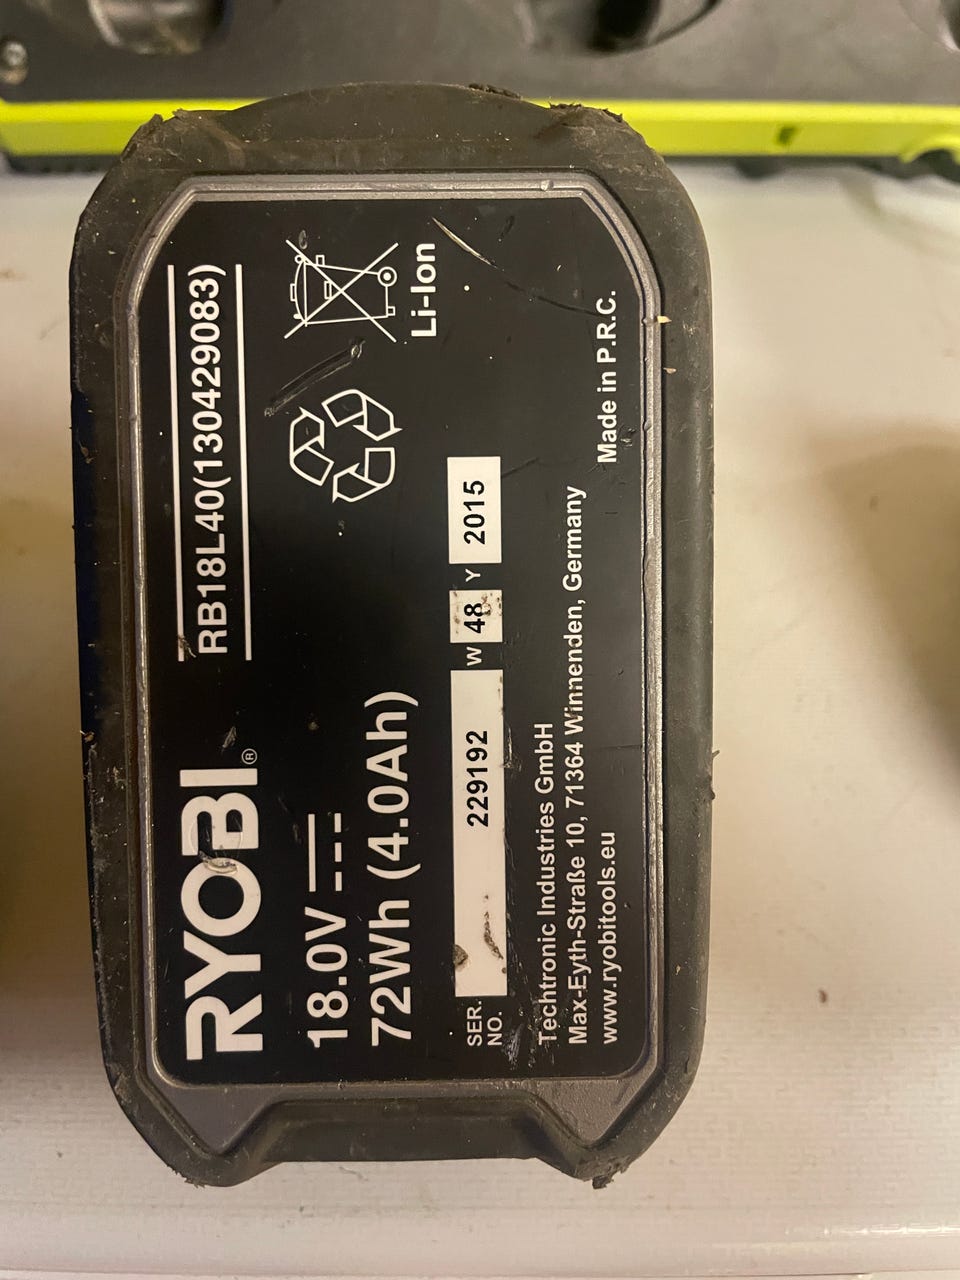 RYOBI® RB18L40(130429083)
18.0V
72Wh (4.0Ah)
Li-Ion
SER. NO. 229192 W 48 Y 2015
Techtronic Industries GmbH
Max-Eyth-Straße 10, 71364 Winnenden, Germany
www.ryobitools.eu Made in P.R.C.